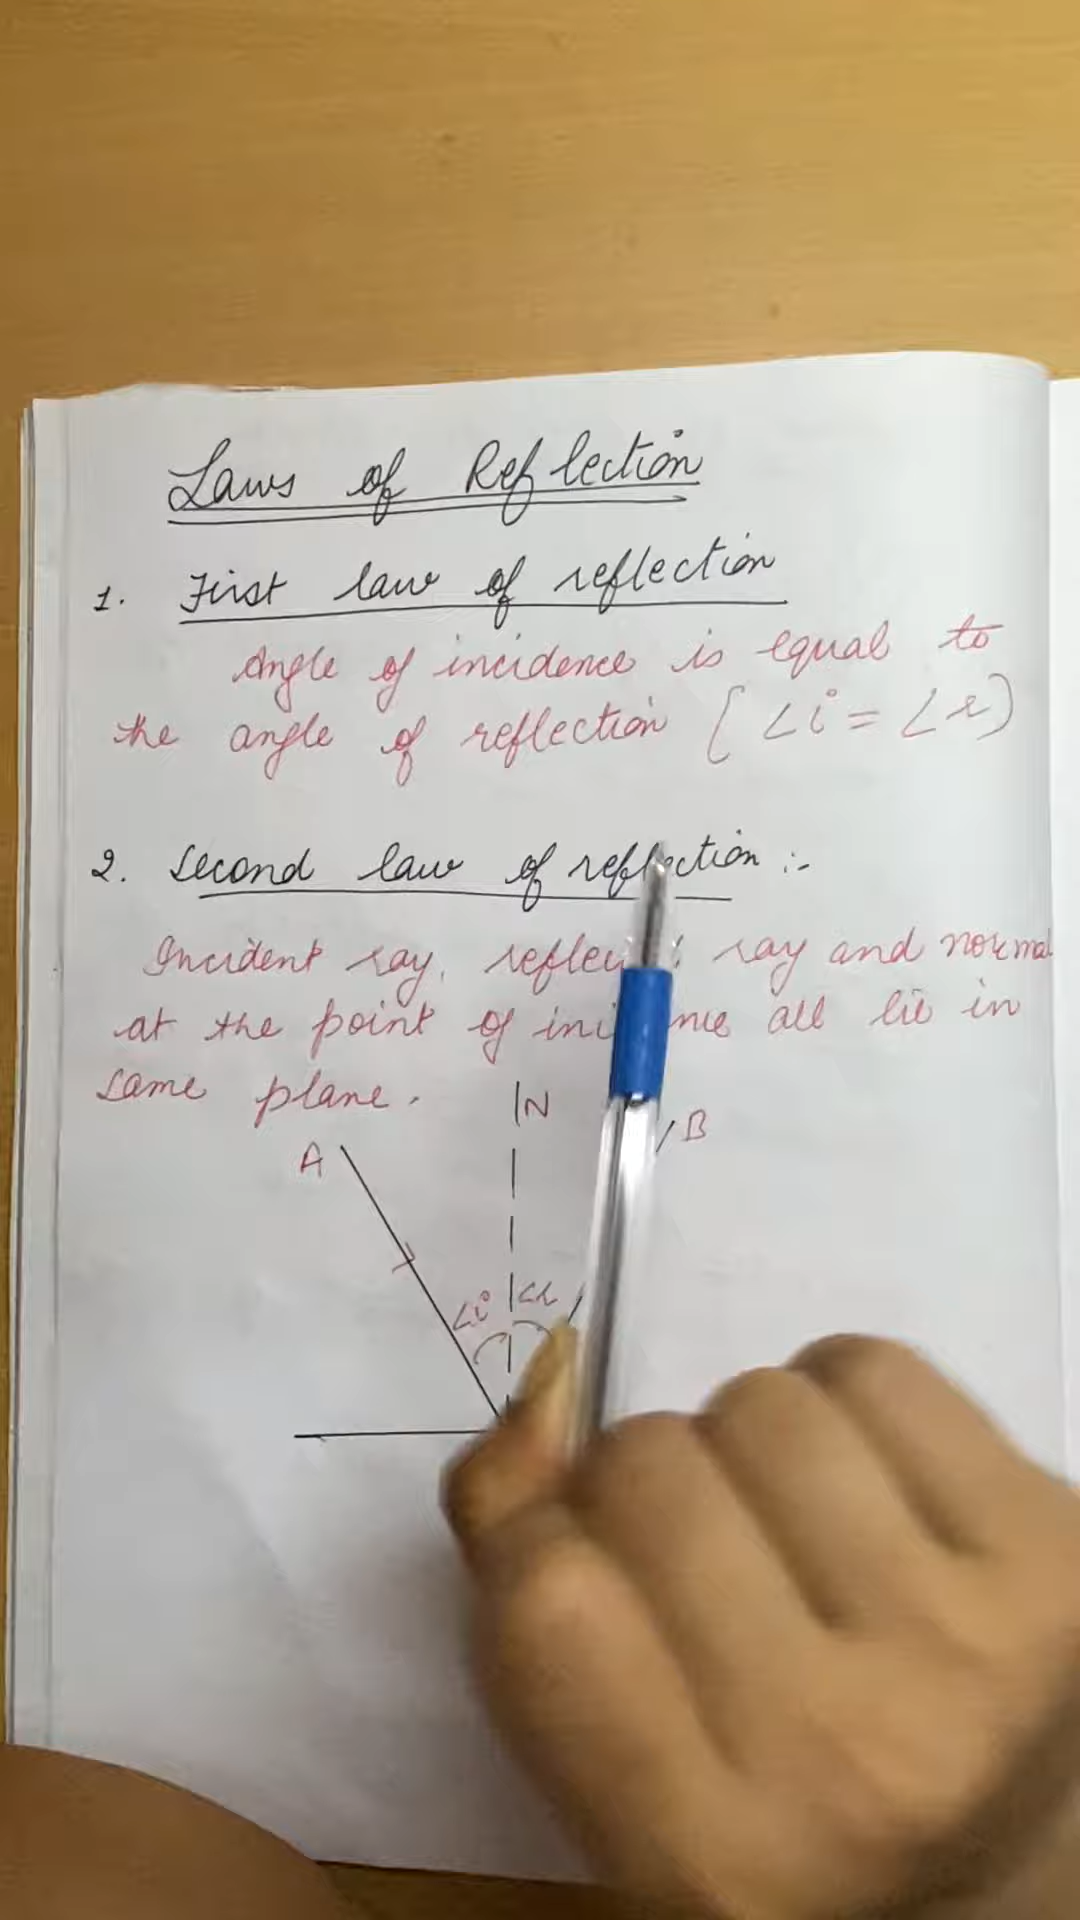 Laws of Reflection
1. First law of reflection
Angle of incidence is equal to
the angle of reflection (∠i = ∠r)
2. Second law of reflection :-
Incident ray, ray and normal
at the point of all lie in
same plane.
N
B
A
∠i ∠r